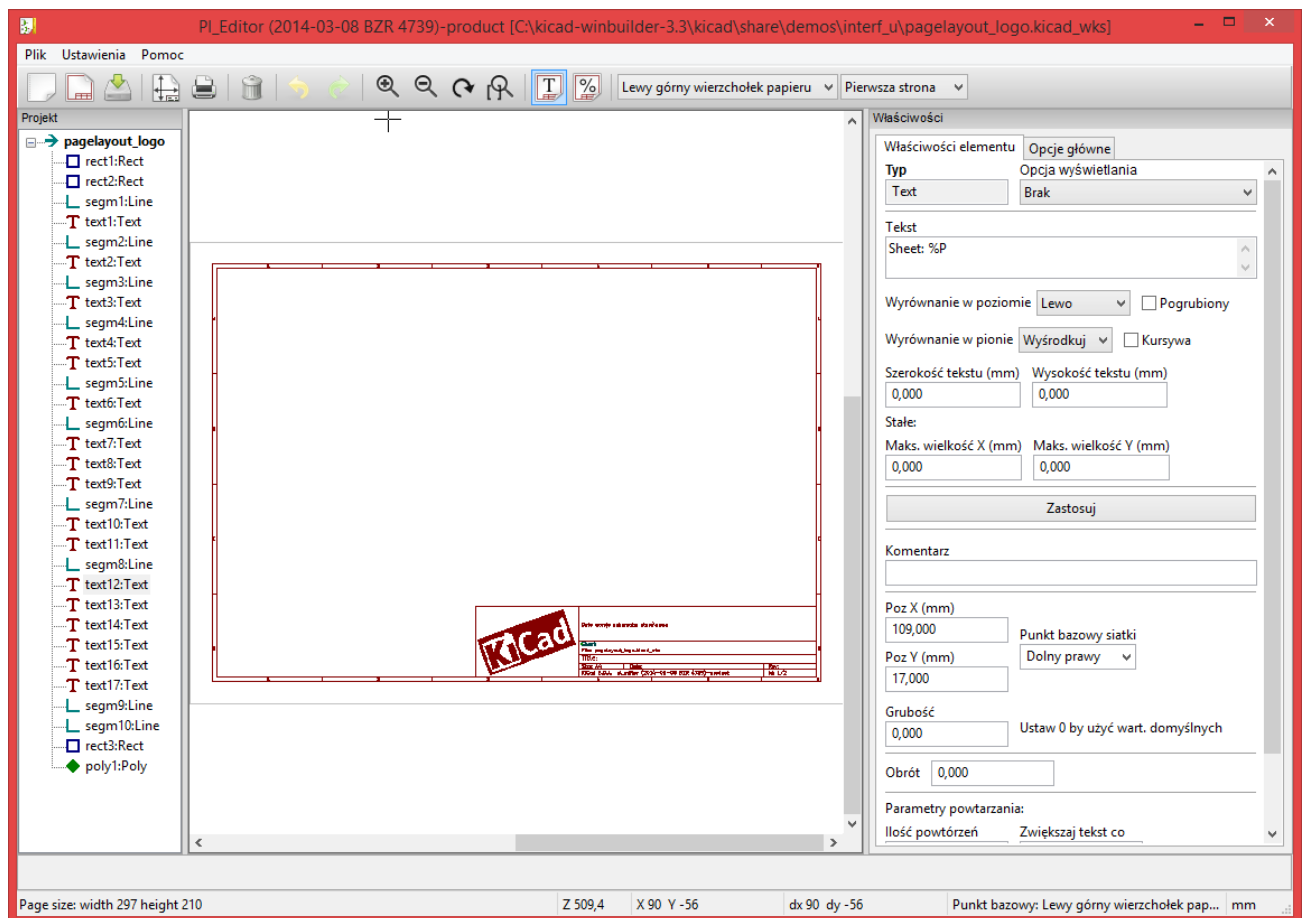 Pl_Editor (2014-03-08 BZR 4739)-product [C:\kicad-winbuilder-3.3\kicad\share\demos\interf_u\pagelayout_logo.kicad_wks]
Plik Ustawienia Pomoc
T % Lewy górny wierzchołek papieru Pierwsza strona
Projekt
pagelayout_logo
rect1:Rect
rect2:Rect
segm1:Line
text1:Text
segm2:Line
text2:Text
segm3:Line
text3:Text
segm4:Line
text4:Text
text5:Text
segm5:Line
text6:Text
segm6:Line
text7:Text
text8:Text
text9:Text
segm7:Line
text10:Text
text11:Text
segm8:Line
text12:Text
text13:Text
text14:Text
text15:Text
text16:Text
text17:Text
segm9:Line
segm10:Line
rect3:Rect
poly1:Poly
KiCad
Właściwości
Właściwości elementu Opcje główne
Typ Opcja wyświetlania
Text Brak
Tekst
Sheet: %P
Wyrównanie w poziomie Lewo Pogrubiony
Wyrównanie w pionie Wyśrodkuj Kursywa
Szerokość tekstu (mm) Wysokość tekstu (mm)
0,000 0,000
Stałe:
Maks. wielkość X (mm) Maks. wielkość Y (mm)
0,000 0,000
Zastosuj
Komentarz
Poz X (mm)
109,000
Punkt bazowy siatki
Poz Y (mm) Dolny prawy
17,000
Grubość
0,000 Ustaw 0 by użyć wart. domyślnych
Obrót 0,000
Parametry powtarzania:
Ilość powtórzeń Zwiększaj tekst co
Page size: width 297 height 210 Z 509,4 X 90 Y -56 dx 90 dy -56 Punkt bazowy: Lewy górny wierzchołek pap... mm